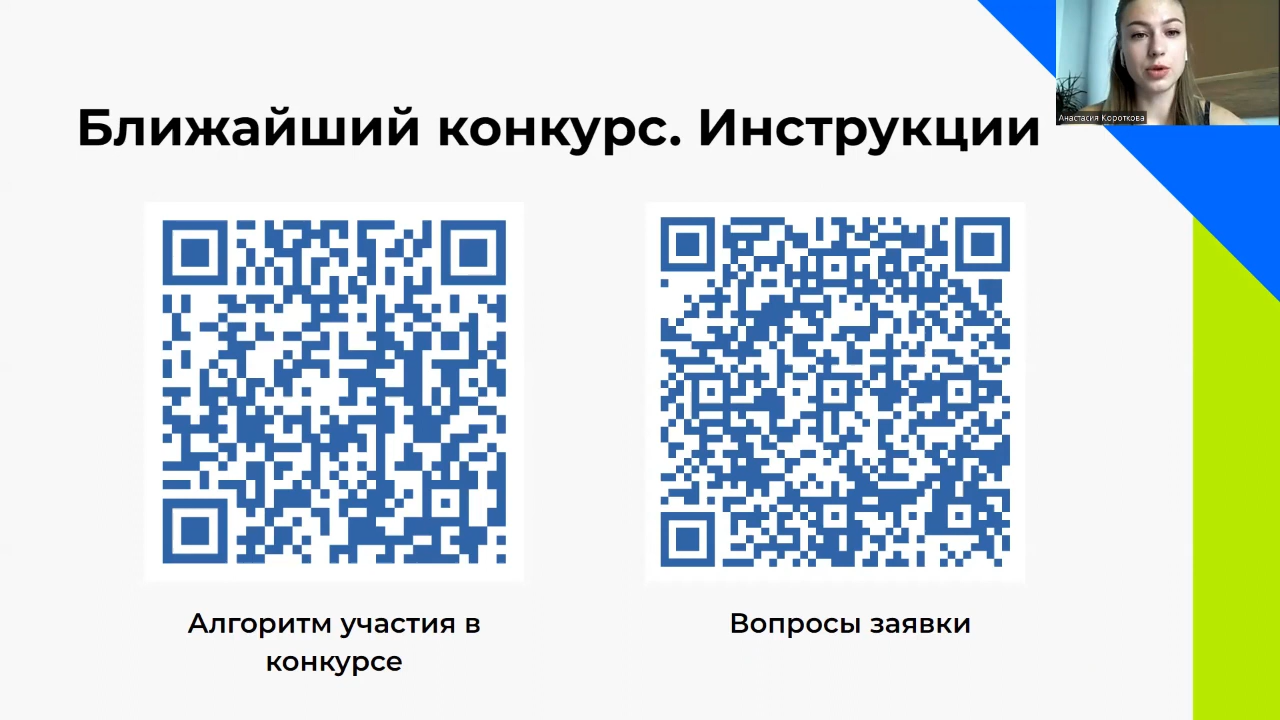 Ближайший конкурс. Инструкции
Анастасия Короткова
Алгоритм участия в
конкурсе
Вопросы заявки